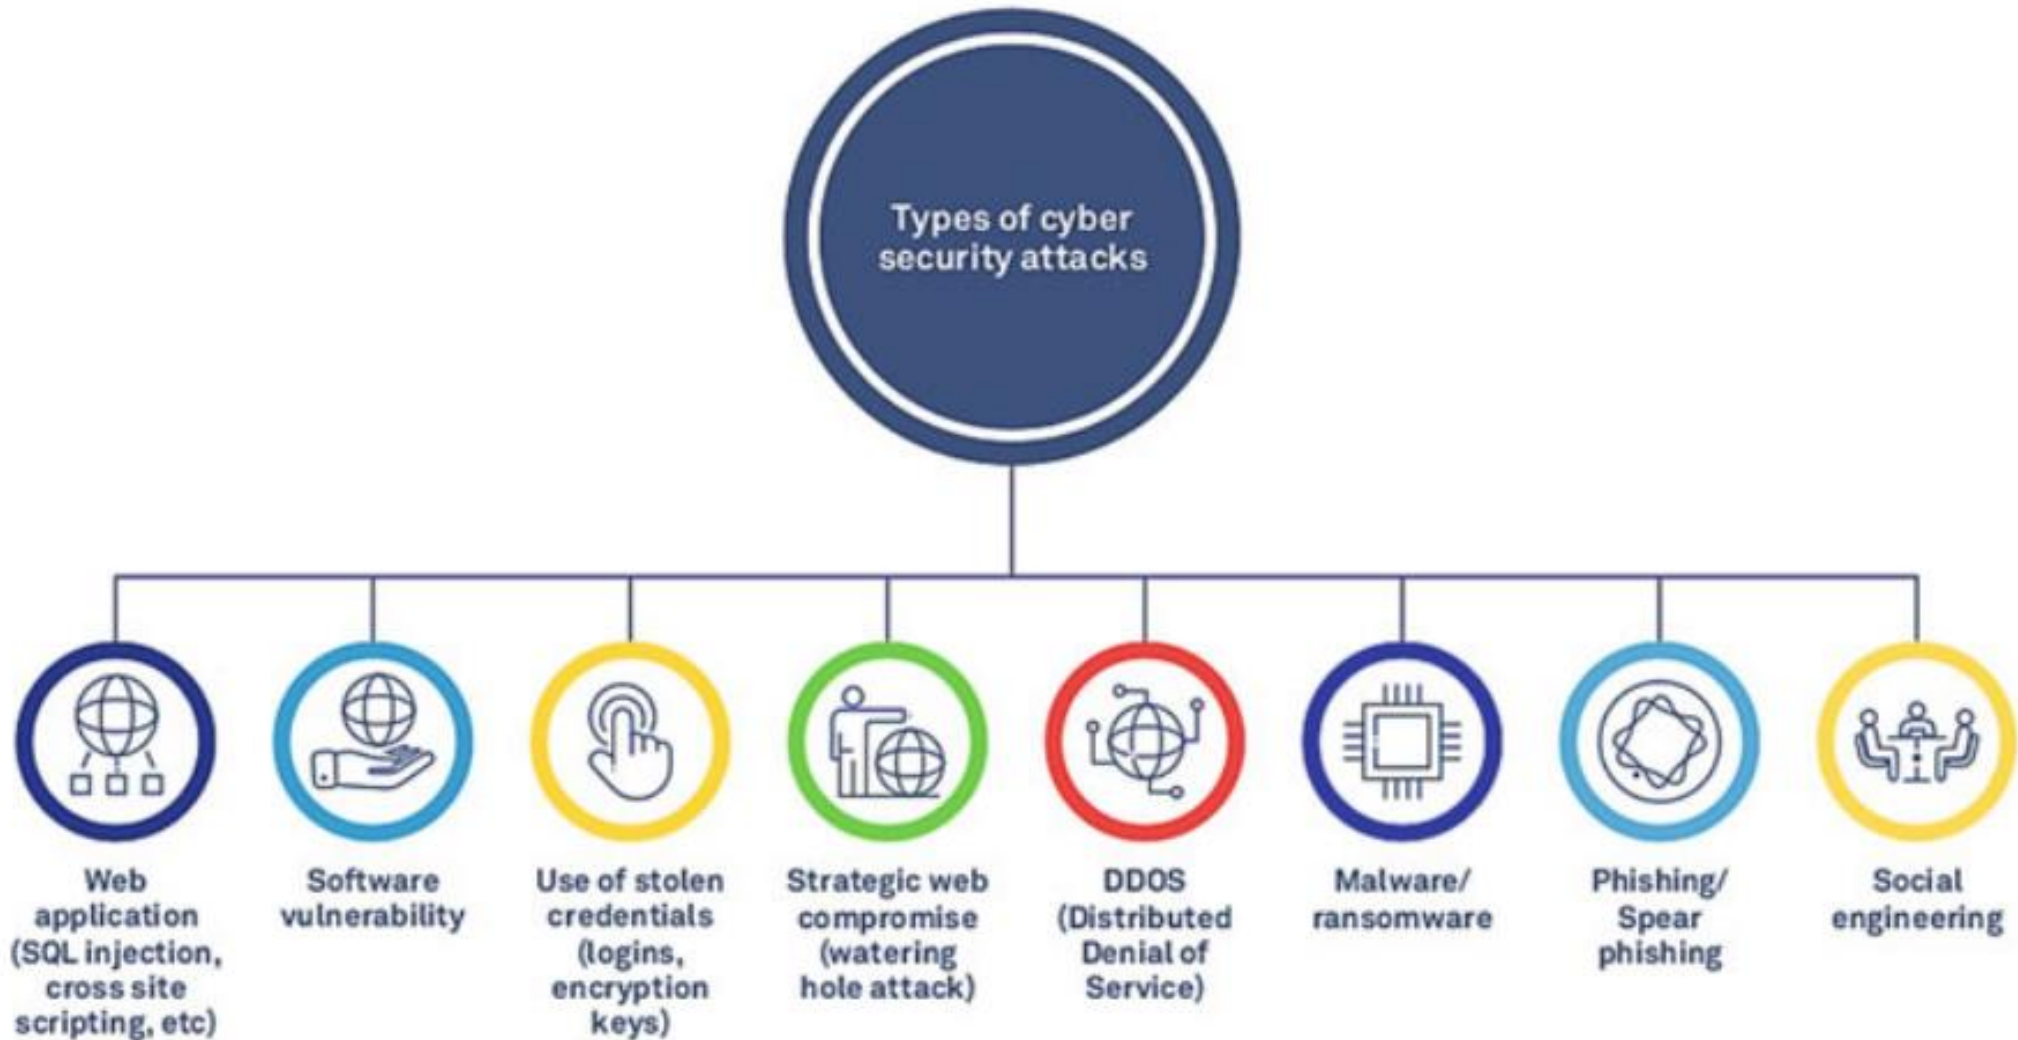 Types of cyber
security attacks
Web
application
(SQL injection,
cross site
scripting, etc)
Software
vulnerability
Use of stolen
credentials
(logins,
encryption
keys)
Strategic web
compromise
(watering
hole attack)
DDOS
(Distributed
Denial of
Service)
Malware/
ransomware
Phishing/
Spear
phishing
Social
engineering